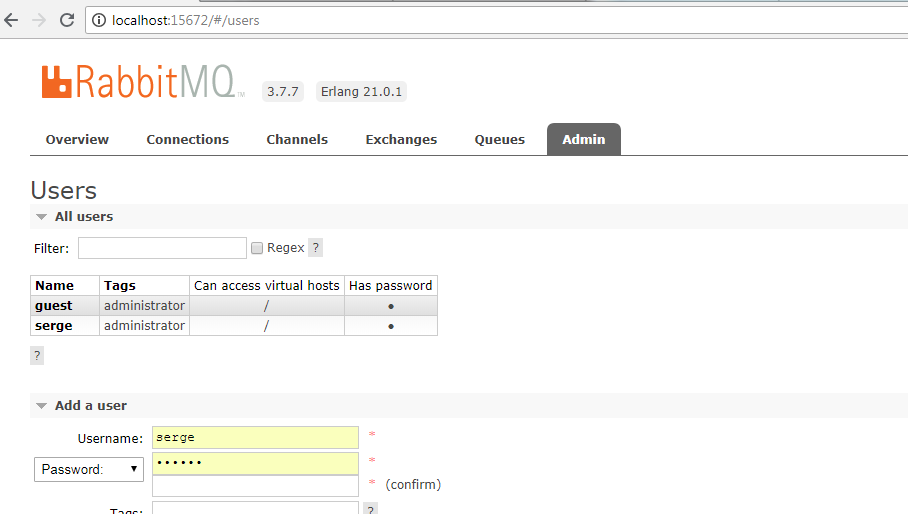 localhost:15672/#/users
RabbitMQ TM 3.7.7 Erlang 21.0.1
Overview Connections Channels Exchanges Queues Admin
Users
All users
Filter: Regex ?
Name Tags Can access virtual hosts Has password
guest administrator / •
serge administrator / •
?
Add a user
Username: serge *
Password: •••••• *
* (confirm)
Tags: ?